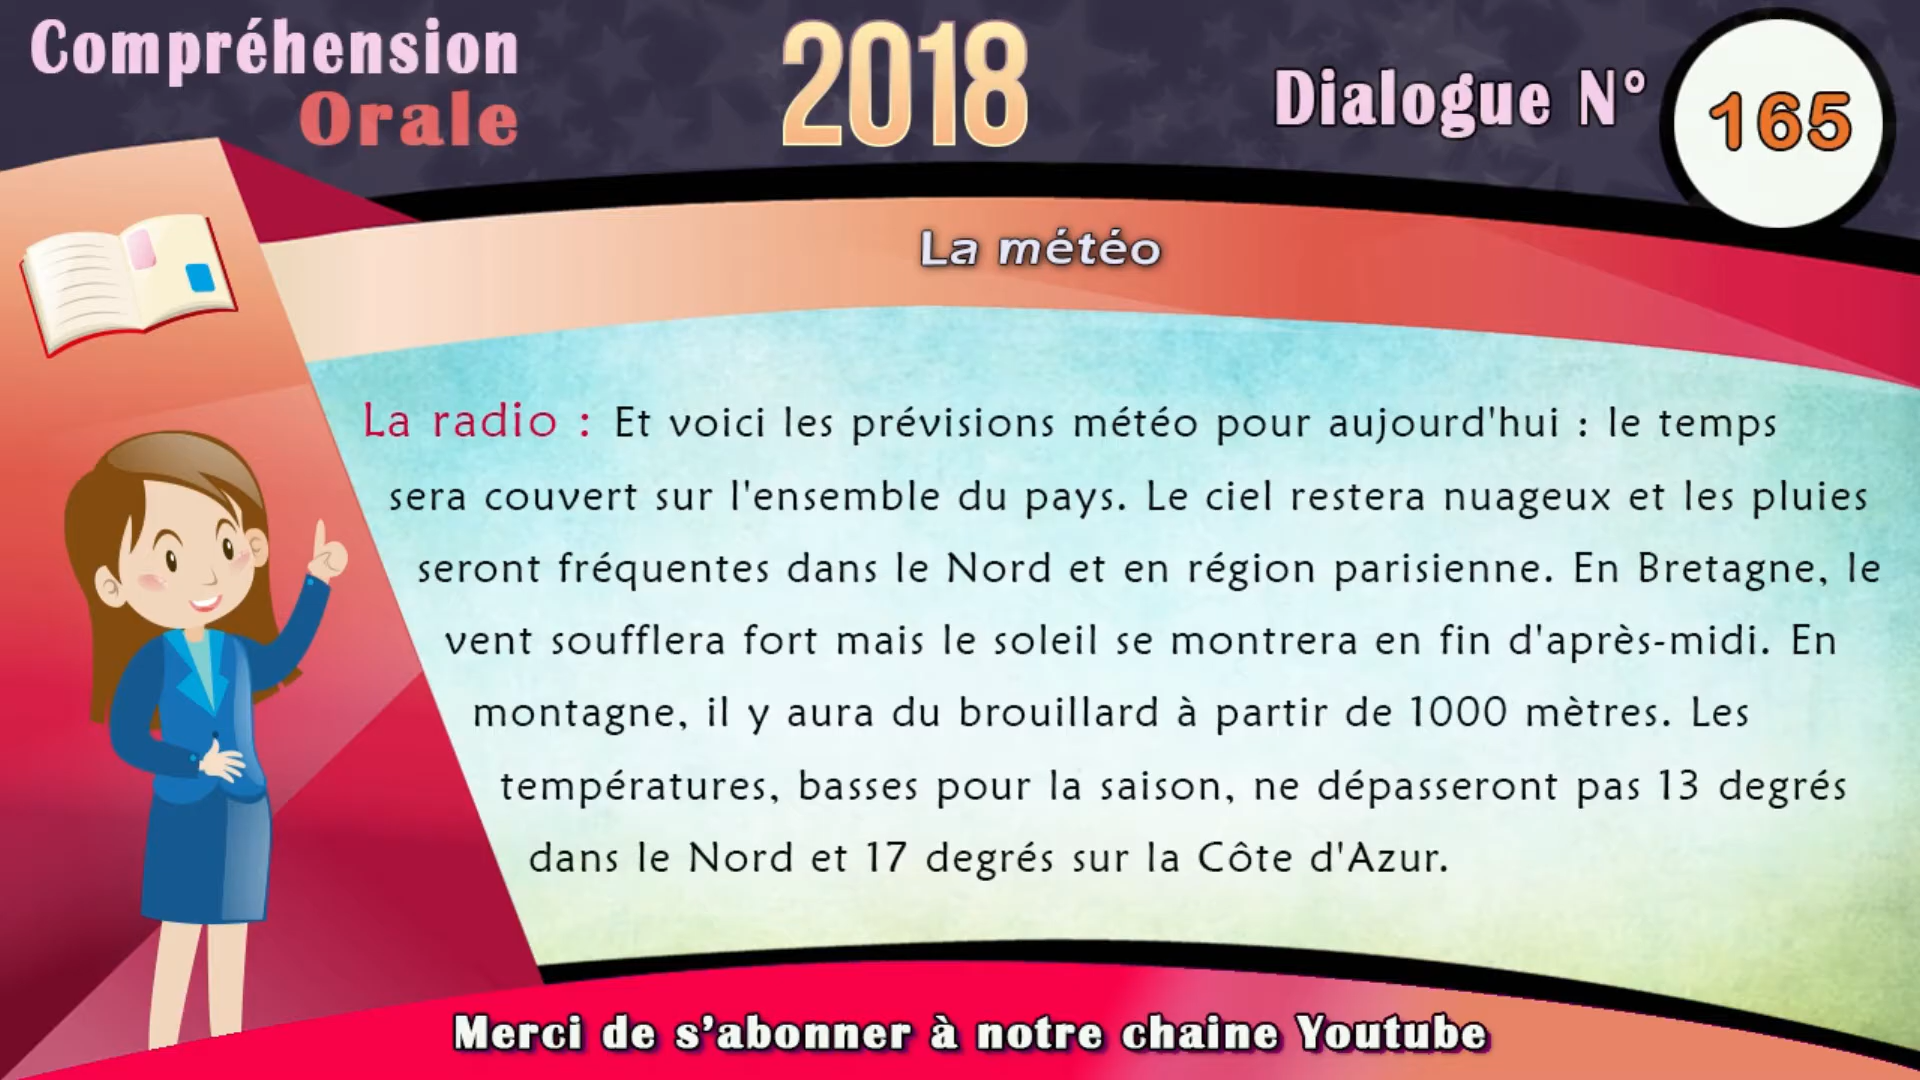 Compréhension
Orale
2018
Dialogue N°
165
La météo
La radio : Et voici les prévisions météo pour aujourd'hui : le temps
sera couvert sur l'ensemble du pays. Le ciel restera nuageux et les pluies
seront fréquentes dans le Nord et en région parisienne. En Bretagne, le
vent soufflera fort mais le soleil se montrera en fin d'après-midi. En
montagne, il y aura du brouillard à partir de 1000 mètres. Les
températures, basses pour la saison, ne dépasseront pas 13 degrés
dans le Nord et 17 degrés sur la Côte d'Azur.
Merci de s’abonner à notre chaine Youtube